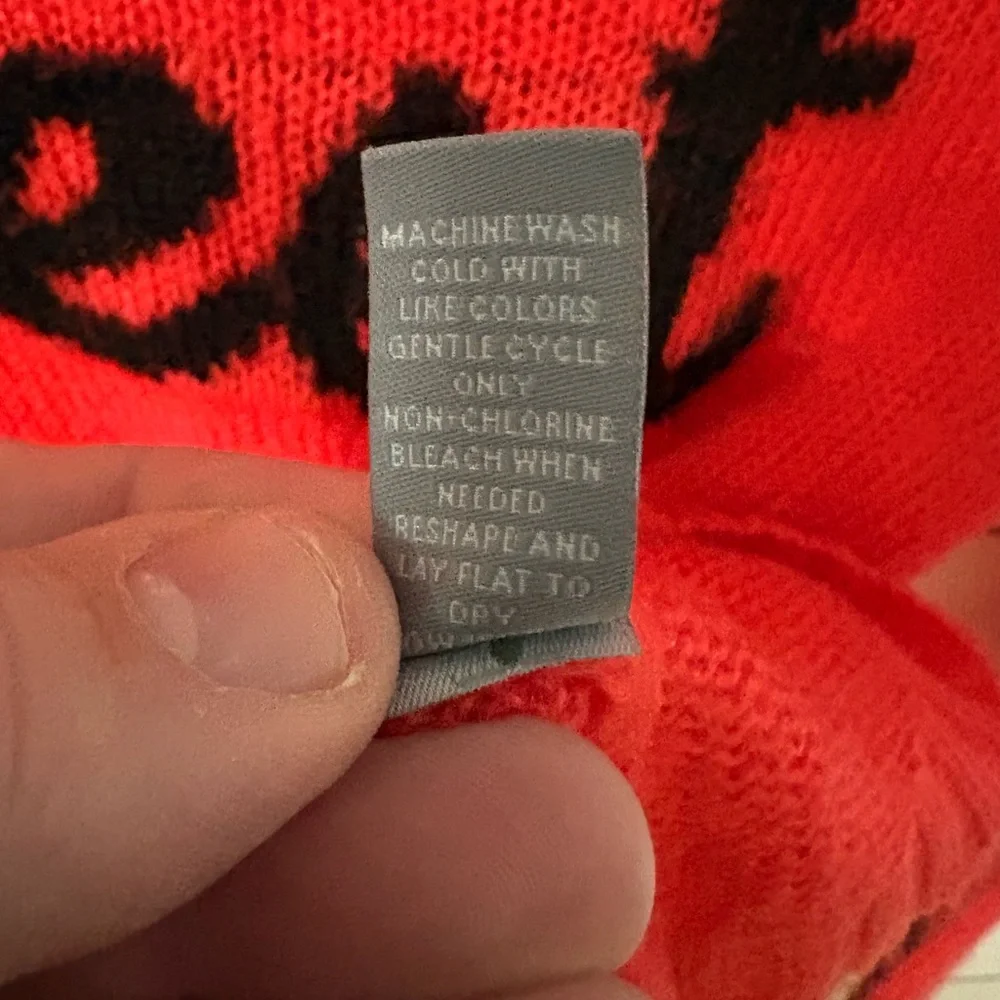 MACHINE WASH
COLD WITH
LIKE COLORS
GENTLE CYCLE
ONLY
NON-CHLORINE
BLEACH WHEN
NEEDED
RESHAPE AND
LAY FLAT TO
DRY